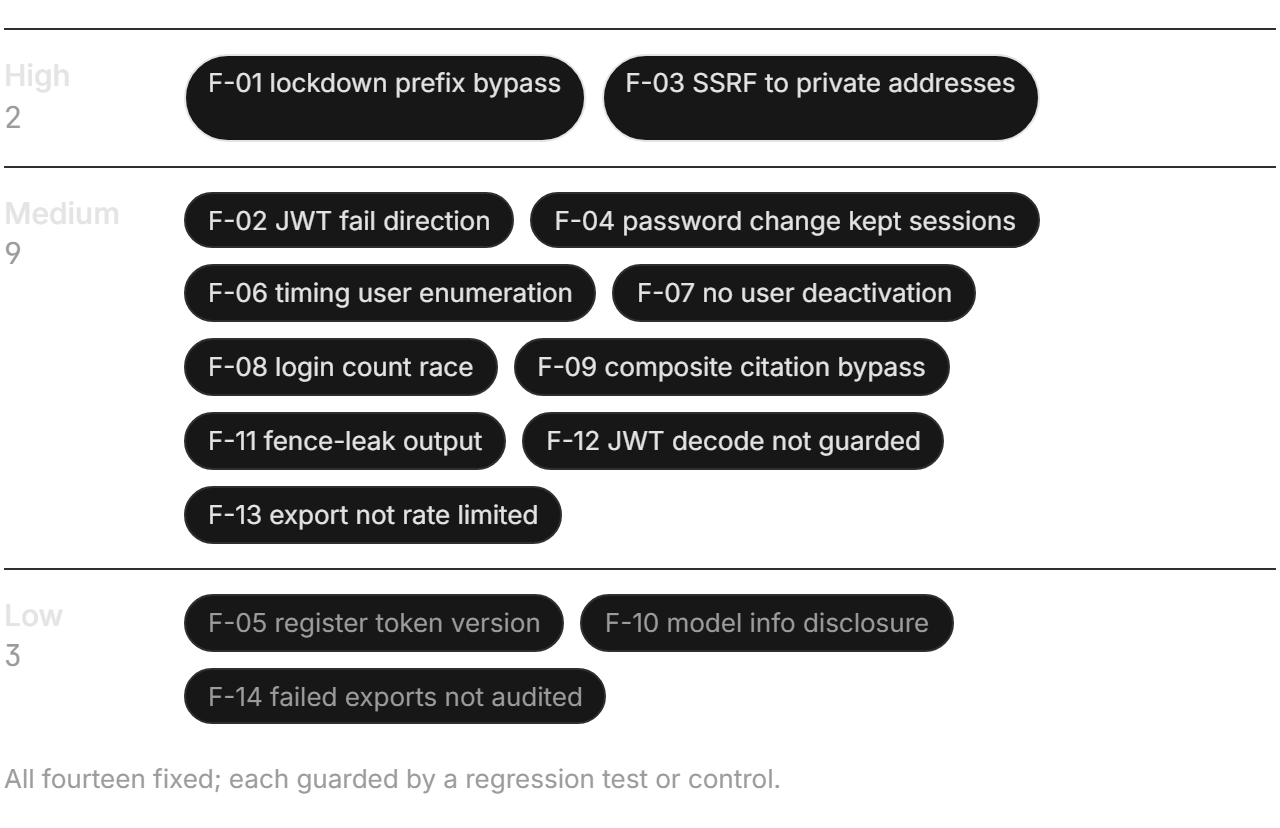 High
2
F-01 lockdown prefix bypass
F-03 SSRF to private addresses
Medium
9
F-02 JWT fail direction
F-04 password change kept sessions
F-06 timing user enumeration
F-07 no user deactivation
F-08 login count race
F-09 composite citation bypass
F-11 fence-leak output
F-12 JWT decode not guarded
F-13 export not rate limited
Low
3
F-05 register token version
F-10 model info disclosure
F-14 failed exports not audited
All fourteen fixed; each guarded by a regression test or control.